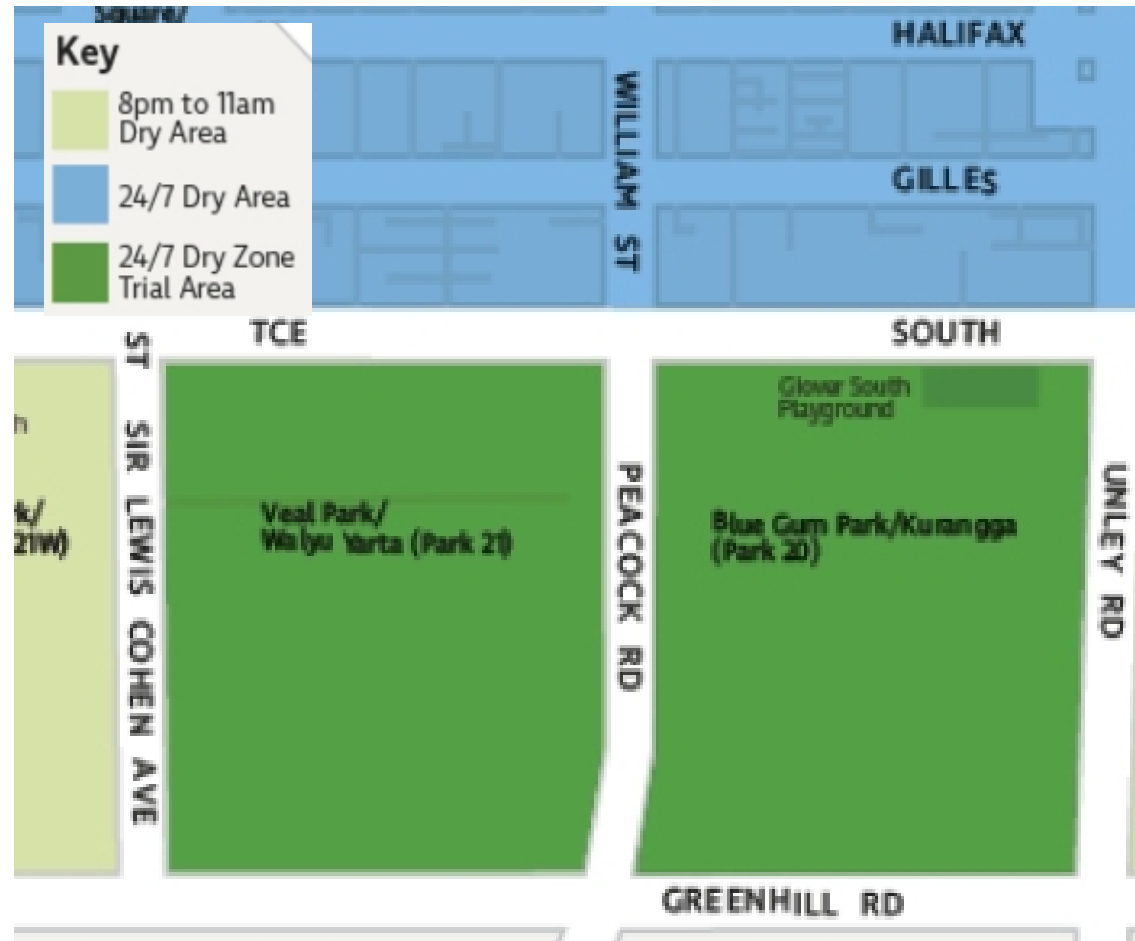 Square/
HALIFAX
Key
8pm to 11am
Dry Area
24/7 Dry Area
24/7 Dry Zone
Trial Area
WILLIAM ST
GILLES
TCE
SOUTH
ST
SIR LEWIS COHEN AVE
Glover South
Playground
PEACOCK RD
UNLEY RD
Veal Park/
Walyu Yarta (Park 21)
Blue Gum Park/Kurangga
(Park 20)
21W)
GREENHILL RD